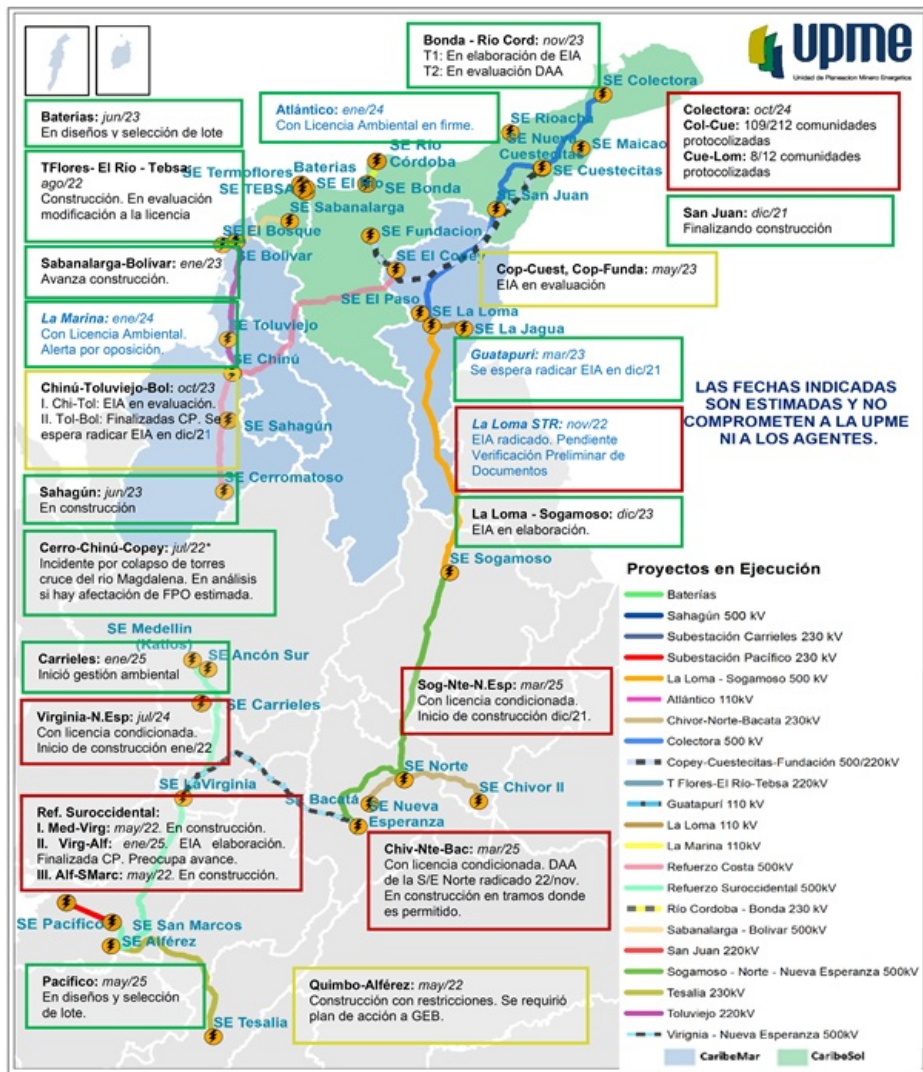 upme
Unidad de Planeacion Minero Energetica
Bonda - Río Cord: nov/23
T1: En elaboración de EIA
T2: En evaluación DAA
SE Colectora
Baterías: jun/23
En diseños y selección de lote
Atlántico: ene/24
Con Licencia Ambiental en firme.
Colectora: oct/24
Col-Cue: 109/212 comunidades
protocolizadas
Cue-Lom: 8/12 comunidades
protocolizadas
SE Rioacha
SE Nuevo
Cuestecitas
SE Maicao
SE Cuestecitas
SE Río
Córdoba
TFlores- El Río - Tebsa:
ago/22
Construcción. En evaluación
modificación a la licencia
SE Termoflores
Baterias
SE TEBSA
SE El
SE Bonda
SE San Juan
San Juan: dic/21
Finalizando construcción
SE Sabanalarga
SE El Bosque
SE Fundacion
SE Bolivar
SE El Copey
Sabanalarga-Bolivar: ene/23
Avanza construcción.
Cop-Cuest, Cop-Funda: may/23
EIA en evaluación
SE El Paso
SE La Loma
SE La Jagua
La Marina: ene/24
Con Licencia Ambiental.
Alerta por oposición.
SE Toluviejo
SE Chinú
Guatapurí: mar/23
Se espera radicar EIA en dic/21
LAS FECHAS INDICADAS
SON ESTIMADAS Y NO
COMPROMETEN A LA UPME
NI A LOS AGENTES.
Chinú-Toluviejo-Bol: oct/23
I. Chi-Tol: EIA en evaluación.
II. Tol-Bol: Finalizadas CP. Se
espera radicar EIA en dic/21
SE Sahagún
La Loma STR: nov/22
EIA radicado. Pendiente
Verificación Preliminar de
Documentos
SE Cerromatoso
Sahagún: jun/23
En construcción
La Loma - Sogamoso: dic/23
EIA en elaboración.
Cerro-Chinú-Copey: jul/22*
Incidente por colapso de torres
cruce del rio Magdalena. En análisis
si hay afectación de FPO estimada.
SE Sogamoso
SE Medellin
(Katíos)
SE Ancón Sur
Carrieles: ene/25
Inició gestión ambiental
SE Carrieles
Virginia-N.Esp: jul/24
Con licencia condicionada.
Inicio de construcción ene/22
Sog-Nte-N.Esp: mar/25
Con licencia condicionada.
Inicio de construcción dic/21.
SE LaVirginia
SE Norte
SE Bacatá
SE Nueva
Esperanza
SE Chivor II
Ref. Suroccidental:
I. Med-Virg: may/22. En construcción.
II. Virg-Alf: ene/25. EIA elaboración.
Finalizada CP. Preocupa avance.
III. Alf-SMarc: may/22. En construcción.
Chiv-Nte-Bac: mar/25
Con licencia condicionada. DAA
de la S/E Norte radicado 22/nov.
En construcción en tramos donde
es permitido.
SE Pacífico
SE San Marcos
SE Alférez
Pacífico: may/25
En diseños y selección
de lote.
SE Tesalia
Quimbo-Alférez: may/22
Construcción con restricciones. Se requirió
plan de acción a GEB.
Proyectos en Ejecución
Baterías
Sahagún 500 kV
Subestación Carrieles 230 kV
Subestación Pacífico 230 kV
La Loma - Sogamoso 500 kV
Atlántico 110kV
Chivor-Norte-Bacata 230kV
Colectora 500 kV
Copey-Cuestecitas-Fundación 500/220kV
T Flores-El Río-Tebsa 220kV
Guatapurí 110 kV
La Loma 110 kV
La Marina 110kV
Refuerzo Costa 500kV
Refuerzo Suroccidental 500kV
Río Cordoba - Bonda 230 kV
Sabanalarga - Bolivar 500kV
San Juan 220kV
Sogamoso - Norte - Nueva Esperanza 500kV
Tesalia 230kV
Toluviejo 220kV
Virignia - Nueva Esperanza 500kV
CaribeMar
CaribeSol